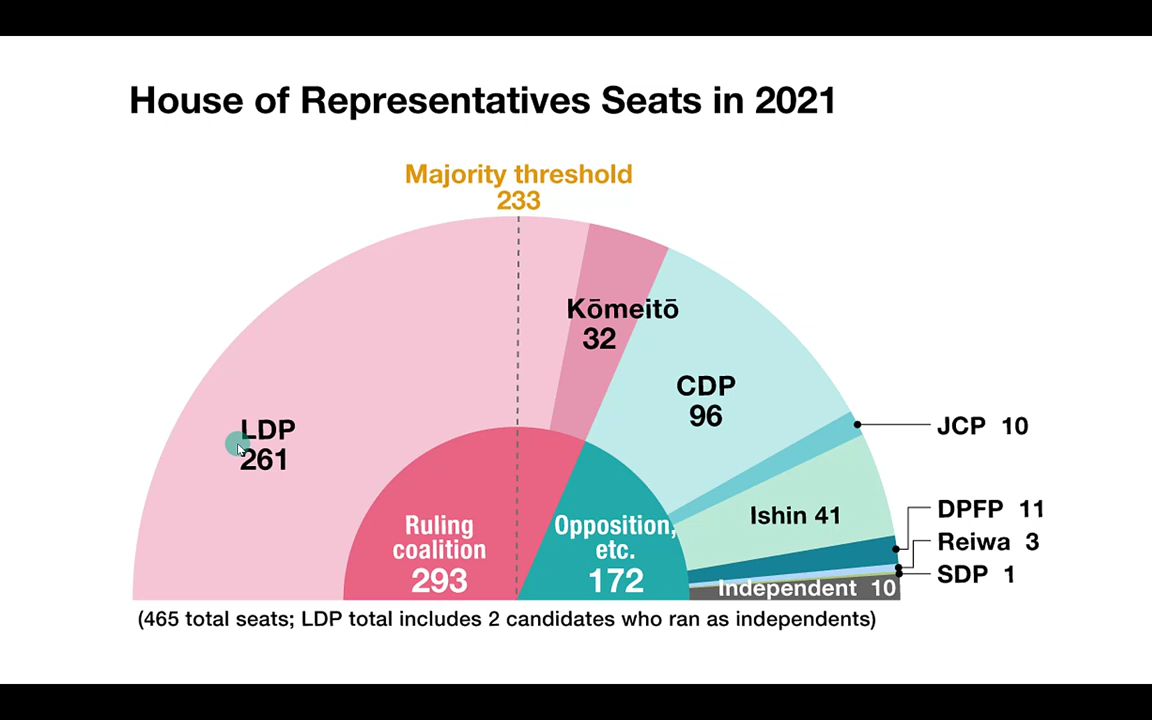 House of Representatives Seats in 2021
Majority threshold
233
Kōmeitō
32
CDP
96
LDP
261
JCP 10
Ishin 41
DPFP 11
Reiwa 3
SDP 1
Independent 10
Ruling
coalition
293
Opposition,
etc.
172
(465 total seats; LDP total includes 2 candidates who ran as independents)